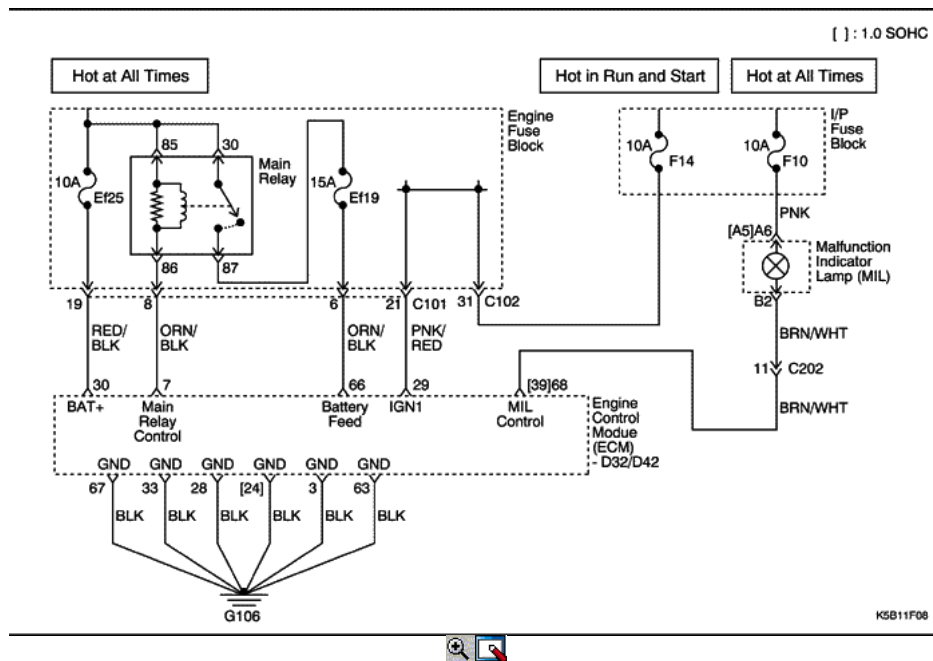 [ ] : 1.0 SOHC
Hot at All Times
Hot in Run and Start
Hot at All Times
Engine
Fuse
Block
I/P
Fuse
Block
85
30
Main
Relay
10A
Ef25
15A
Ef19
10A
F14
10A
F10
PNK
[A5]A6
Malfunction
Indicator
Lamp (MIL)
86
87
B2
19
8
6
21
C101
31
C102
RED/
BLK
ORN/
BLK
ORN/
BLK
PNK/
RED
BRN/WHT
11
C202
BRN/WHT
30
7
66
29
[39]68
BAT+
Main
Relay
Control
Battery
Feed
IGN1
MIL
Control
Engine
Control
Modue
(ECM)
- D32/D42
GND
GND
GND
GND
GND
GND
67
33
28
[24]
3
63
BLK
BLK
BLK
BLK
BLK
BLK
G106
K5B11F08